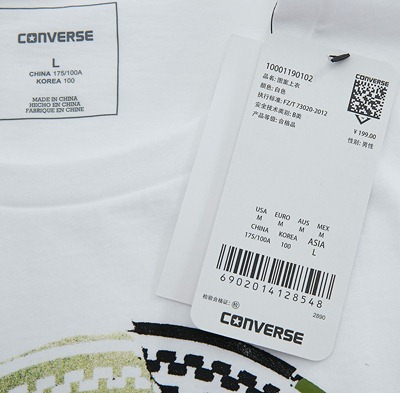 CONVERSE
L
CHINA 175/100A
KOREA 100
MADE IN CHINA
HECHO EN CHINA
FABRIQUE EN CHINE
CONVERSE
10001190102
品名：图案上衣
颜色：白色
执行标准：FZ/T 73020-2012
安全技术类别：B类
产品等级：合格品
¥199.00
性别：男性
USA M
EURO M
AUS M
MEX M
CHINA 175/100A
KOREA 100
ASIA L
6902014128548
检验合格证：
2890
CONVERSE